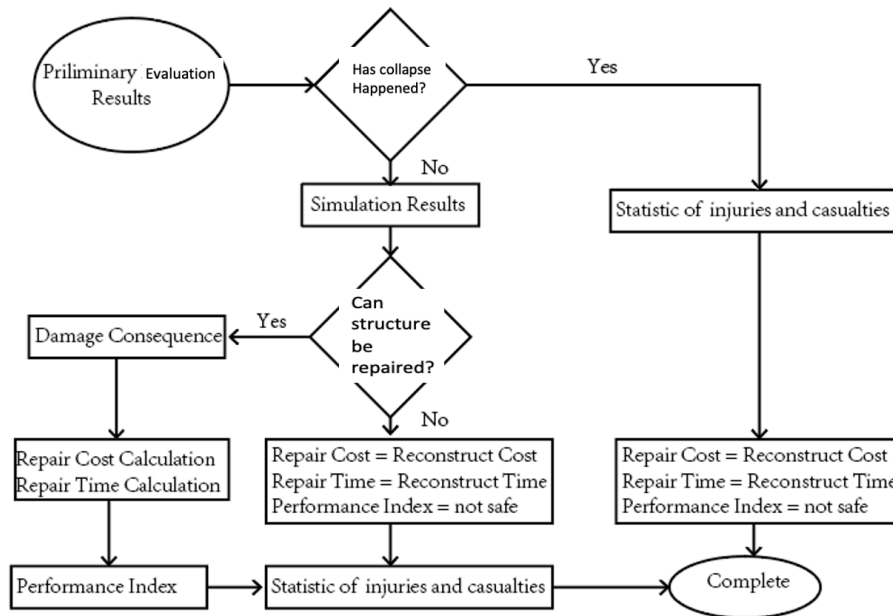 Priliminary Evaluation
Results
Has collapse
Happened?
Yes
No
Simulation Results
Statistic of injuries and casualties
Can
structure
be
repaired?
Yes
Damage Consequence
No
Repair Cost Calculation
Repair Time Calculation
Repair Cost = Reconstruct Cost
Repair Time = Reconstruct Time
Performance Index = not safe
Repair Cost = Reconstruct Cost
Repair Time = Reconstruct Time
Performance Index = not safe
Performance Index
Statistic of injuries and casualties
Complete